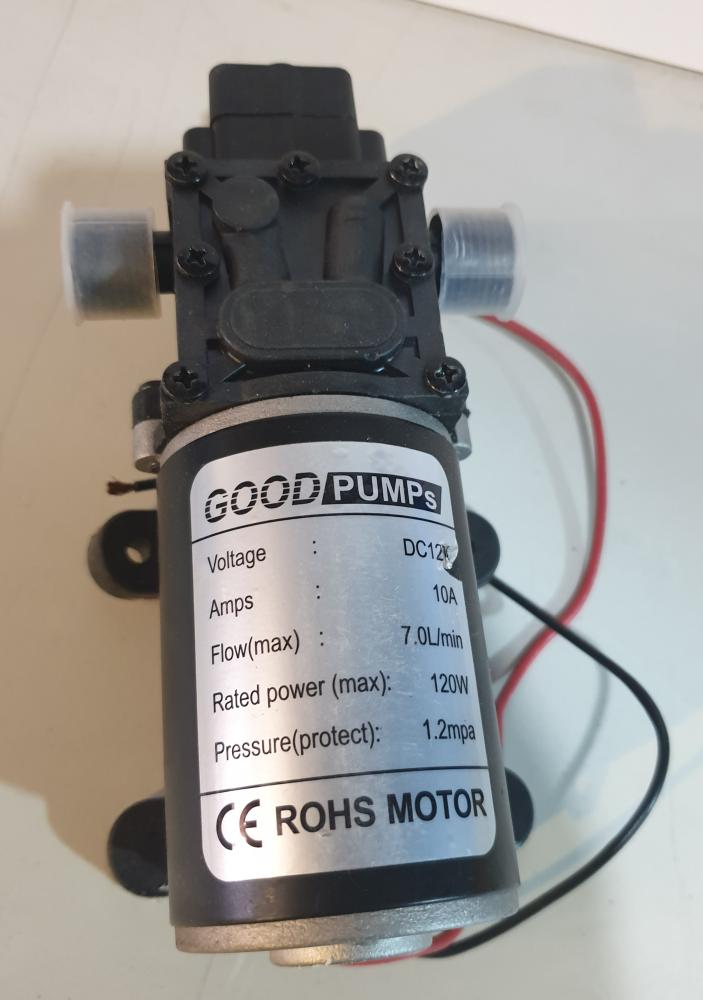 GOOD PUMPs
Voltage : DC12V
Amps : 10A
Flow(max) : 7.0L/min
Rated power (max): 120W
Pressure(protect): 1.2mpa
CE ROHS MOTOR